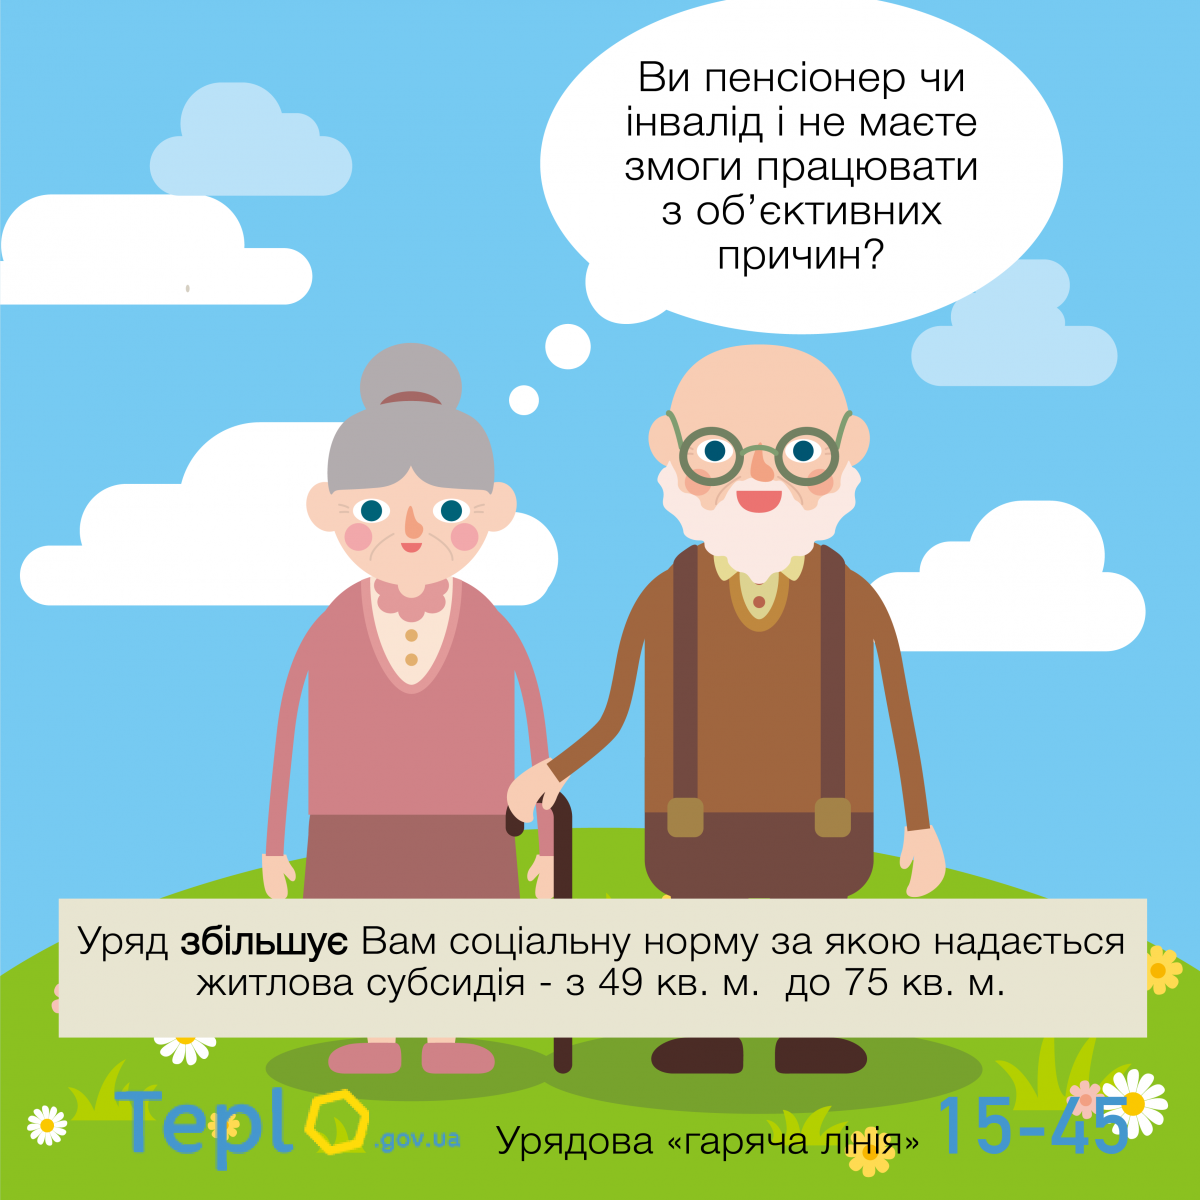 Ви пенсіонер чи
інвалід і не маєте
змоги працювати
з об’єктивних
причин?
Уряд збільшує Вам соціальну норму за якою надається
житлова субсидія - з 49 кв. м.  до 75 кв. м.
Teplo.gov.ua
Урядова «гаряча лінія» 15-45